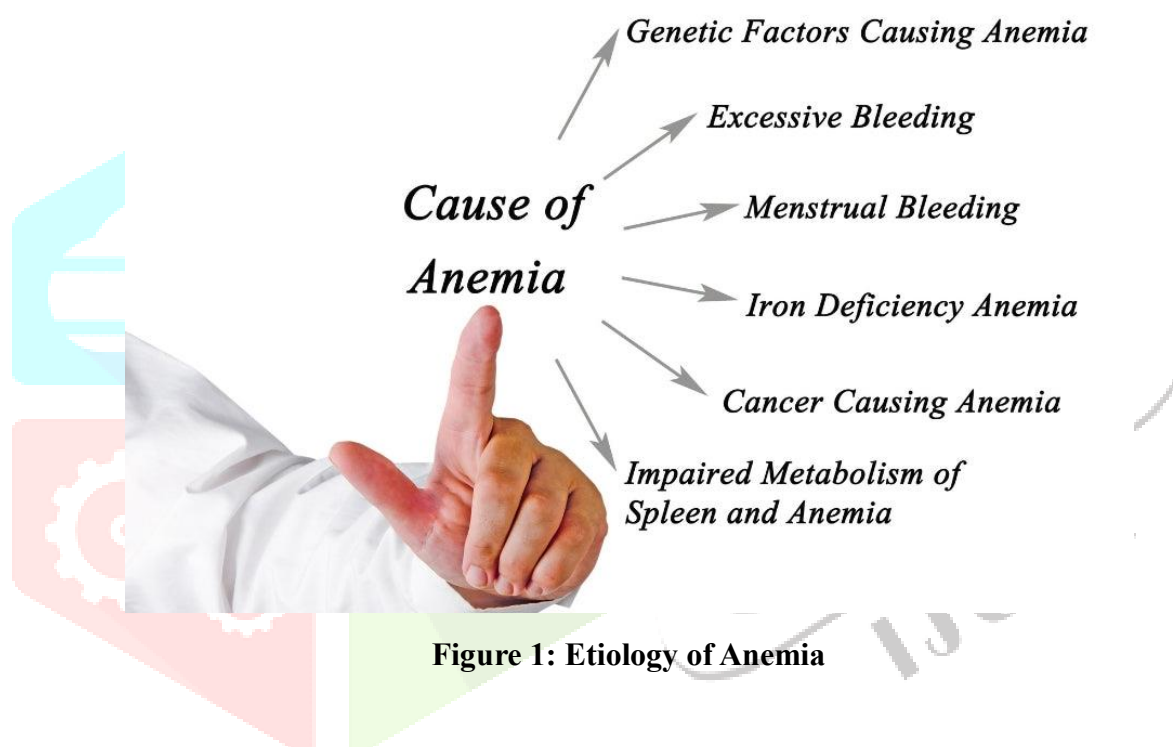 Genetic Factors Causing Anemia
Excessive Bleeding
Cause of
Anemia
Menstrual Bleeding
Iron Deficiency Anemia
Cancer Causing Anemia
Impaired Metabolism of
Spleen and Anemia
Figure 1: Etiology of Anemia